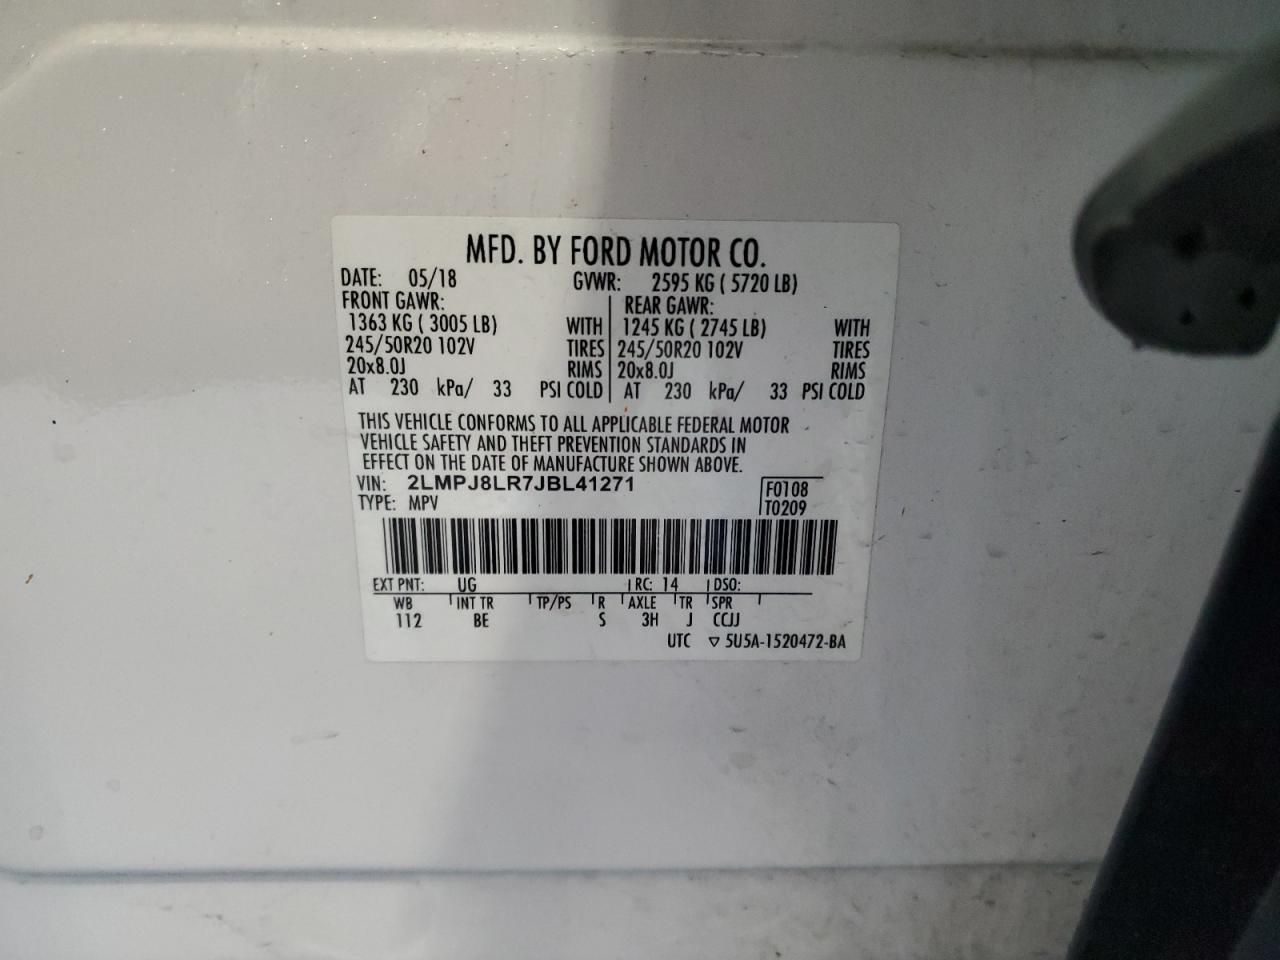 MFD. BY FORD MOTOR CO.
DATE: 05/18 GVWR: 2595 KG ( 5720 LB)
FRONT GAWR: REAR GAWR:
1363 KG ( 3005 LB) WITH 1245 KG ( 2745 LB) WITH
245/50R20 102V TIRES 245/50R20 102V TIRES
20x8.0J RIMS 20x8.0J RIMS
AT 230 kPa/ 33 PSI COLD AT 230 kPa/ 33 PSI COLD
THIS VEHICLE CONFORMS TO ALL APPLICABLE FEDERAL MOTOR
VEHICLE SAFETY AND THEFT PREVENTION STANDARDS IN
EFFECT ON THE DATE OF MANUFACTURE SHOWN ABOVE.
VIN: 2LMPJ8LR7JBL41271 F0108
TYPE: MPV T0209
EXT PNT: UG RC: 14 DSO:
WB INT TR TP/PS R AXLE TR SPR
112 BE S 3H J CCJJ
UTC ▽ 5U5A-1520472-BA